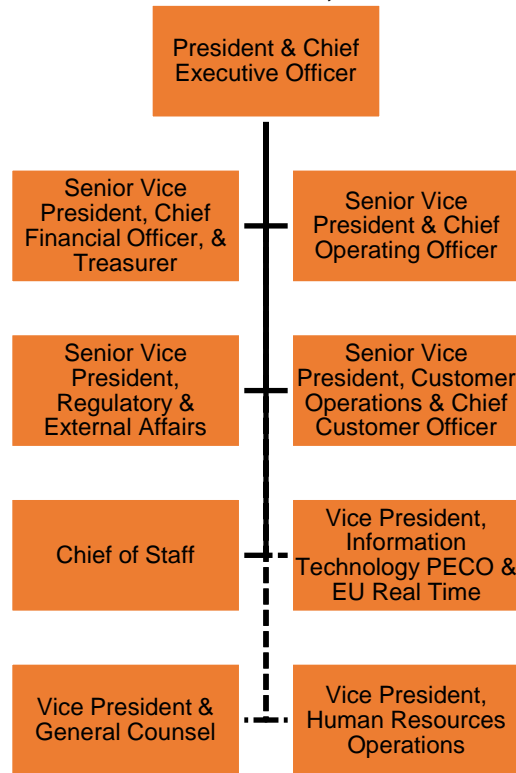 President & Chief
Executive Officer
Senior Vice
President, Chief
Financial Officer, &
Treasurer
Senior Vice
President & Chief
Operating Officer
Senior Vice
President,
Regulatory &
External Affairs
Senior Vice
President, Customer
Operations & Chief
Customer Officer
Chief of Staff
Vice President,
Information
Technology PECO &
EU Real Time
Vice President &
General Counsel
Vice President,
Human Resources
Operations